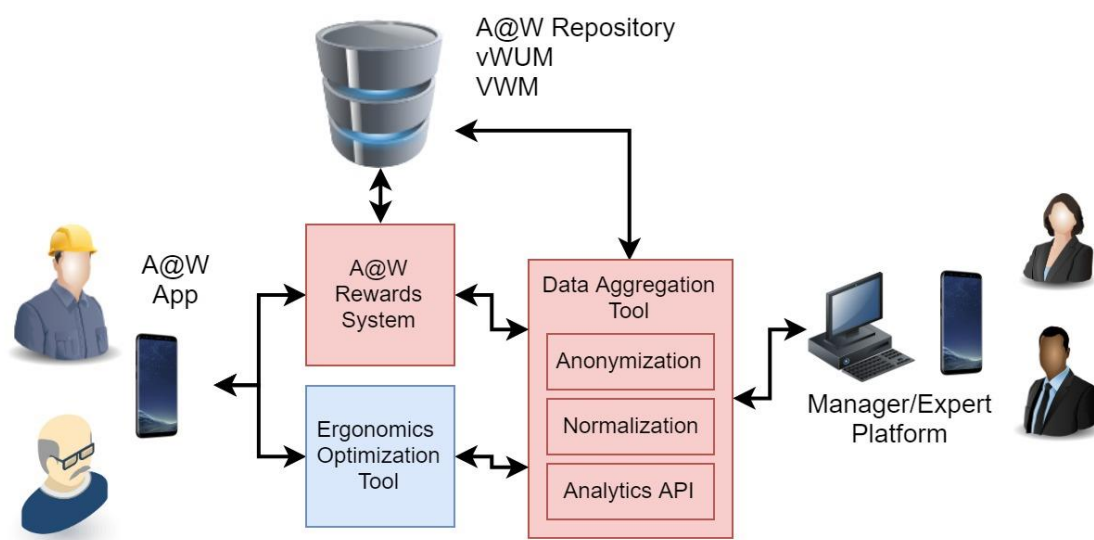 A@W Repository
vWUM
VWM
A@W
App
A@W
Rewards
System
Ergonomics
Optimization
Tool
Data Aggregation
Tool
Anonymization
Normalization
Analytics API
Manager/Expert
Platform